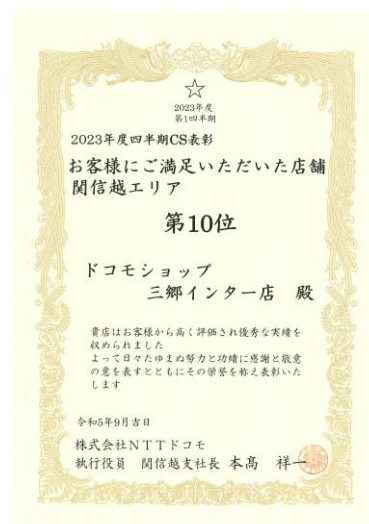 2023年度
第1四半期
2023年度四半期CS表彰
お客様にご満足いただいた店舗
関信越エリア
第10位
ドコモショップ
三郷インター店 殿
貴店はお客様から高く評価され優秀な実績を
収められました
よって日々たゆまぬ努力と功績に感謝と敬意
の意を表すとともにその栄誉を称え表彰いた
します
令和5年9月吉日
株式会社NTTドコモ
執行役員 関信越支社長 本髙 祥一